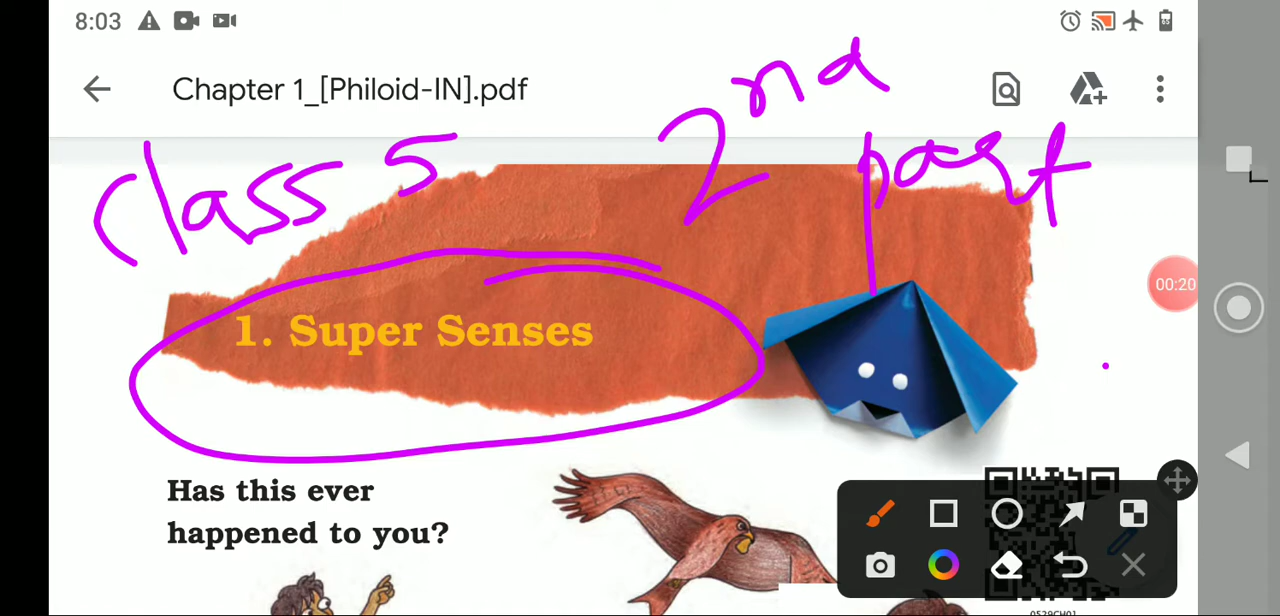 8:03
Chapter 1_[Philoid-IN].pdf
2nd
class 5 part
00:20
1. Super Senses
Has this ever
happened to you?
0529CH01